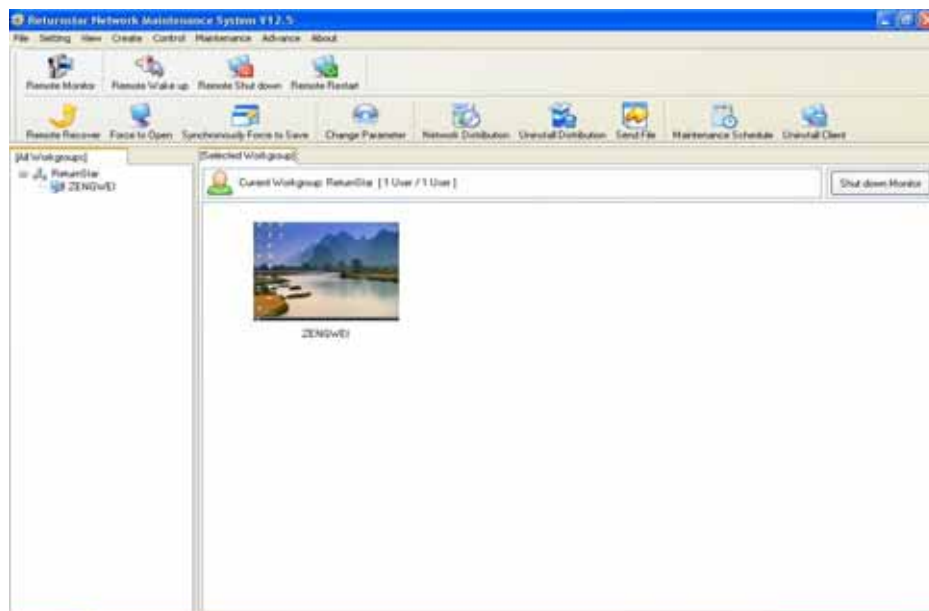 Returnstar Network Maintenance System V12.5
File Setting View Create Control Maintenance Advance About
Remote Monitor Remote Wake up Remote Shut down Remote Restart
Remote Recover Force to Open Synchronously Force to Save Change Parameter Network Distribution Uninstall Distribution Send File Maintenance Schedule Uninstall Client
[All Workgroups] [Selected Workgroup]
ReturnStar
ZENGWEI
Current Workgroup: ReturnStar [ 1 User / 1 User ] Shut down Monitor
ZENGWEI